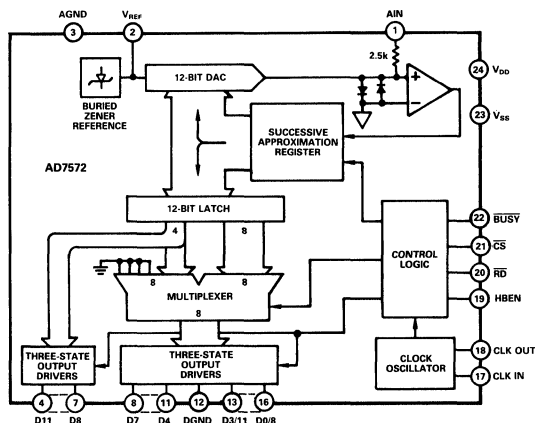 AGND
3
VREF
2
AIN
1
2.5k
12-BIT DAC
24 VDD
BURIED
ZENER
REFERENCE
+
−
23 VSS
SUCCESSIVE
APPROXIMATION
REGISTER
AD7572
12-BIT LATCH
4 8
22 BUSY
CONTROL
LOGIC
21 CS
20 RD
19 HBEN
8 8
MULTIPLEXER
8
THREE-STATE
OUTPUT
DRIVERS
THREE-STATE
OUTPUT
DRIVERS
CLOCK
OSCILLATOR
18 CLK OUT
17 CLK IN
4 7 8 11 12 13 16
D11 D8 D7 D4 DGND D3/11 D0/8